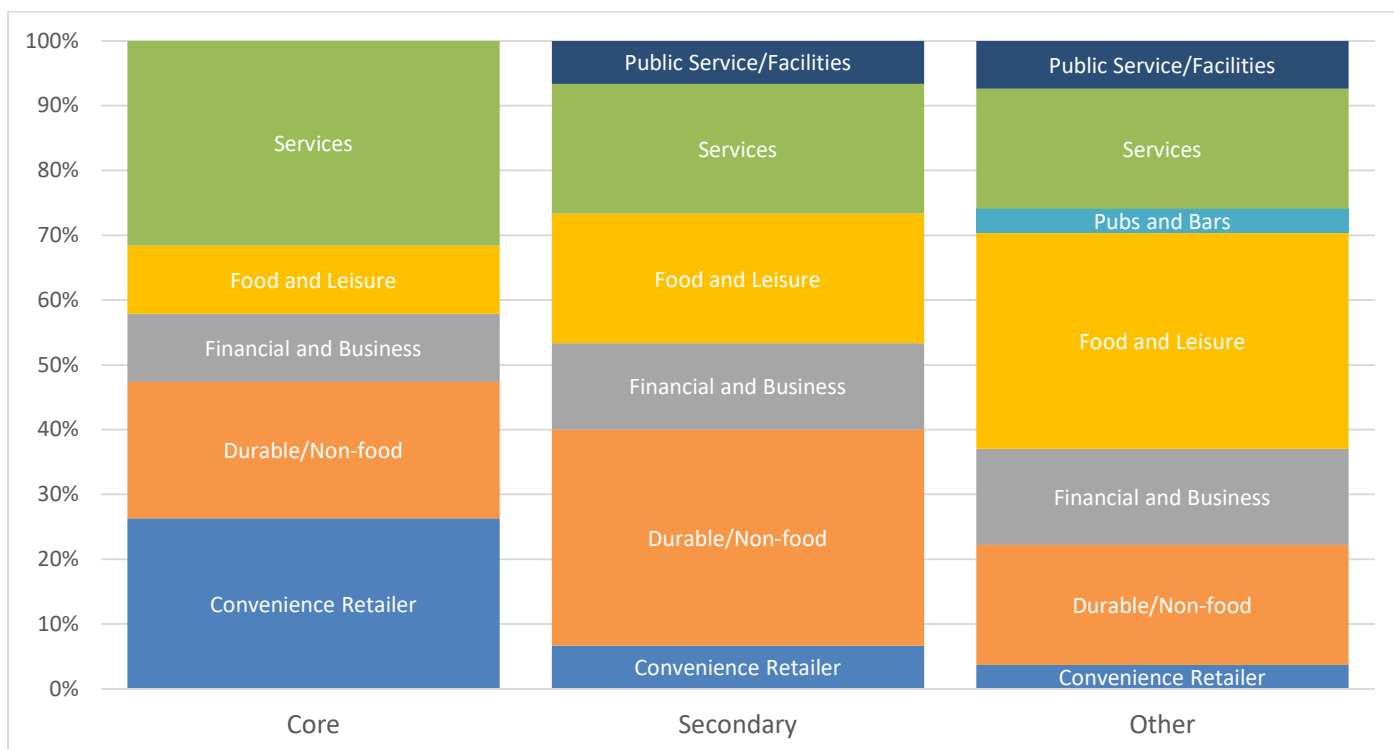 100%
90%
80%
70%
60%
50%
40%
30%
20%
10%
0%
Services
Food and Leisure
Financial and Business
Durable/Non-food
Convenience Retailer
Public Service/Facilities
Services
Food and Leisure
Financial and Business
Durable/Non-food
Convenience Retailer
Public Service/Facilities
Services
Pubs and Bars
Food and Leisure
Financial and Business
Durable/Non-food
Convenience Retailer
Core
Secondary
Other